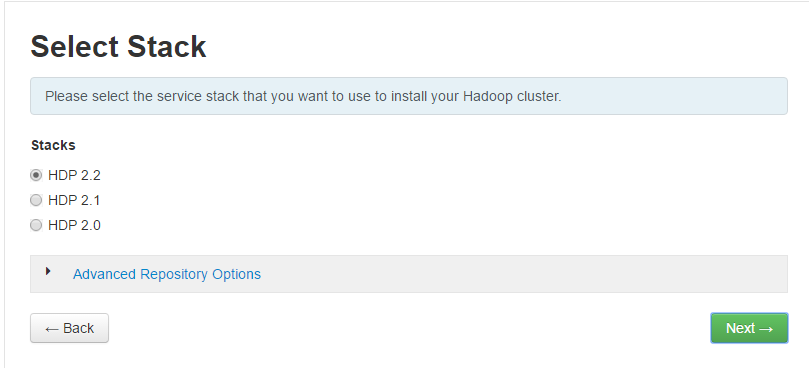 Select Stack
Please select the service stack that you want to use to install your Hadoop cluster.
Stacks
HDP 2.2
HDP 2.1
HDP 2.0
Advanced Repository Options
← Back
Next →